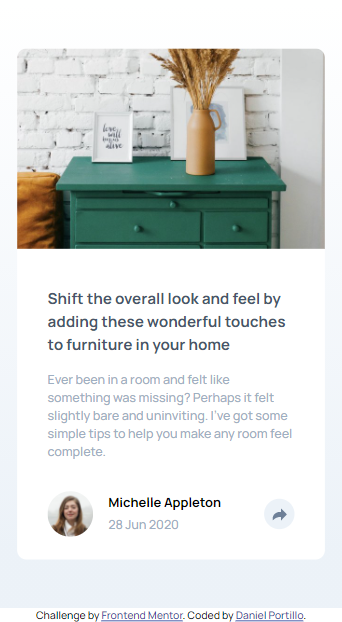 love
will
keep us
alive
Shift the overall look and feel by
adding these wonderful touches
to furniture in your home
Ever been in a room and felt like
something was missing? Perhaps it felt
slightly bare and uninviting. I've got some
simple tips to help you make any room feel
complete.
Michelle Appleton
28 Jun 2020
Challenge by Frontend Mentor. Coded by Daniel Portillo.